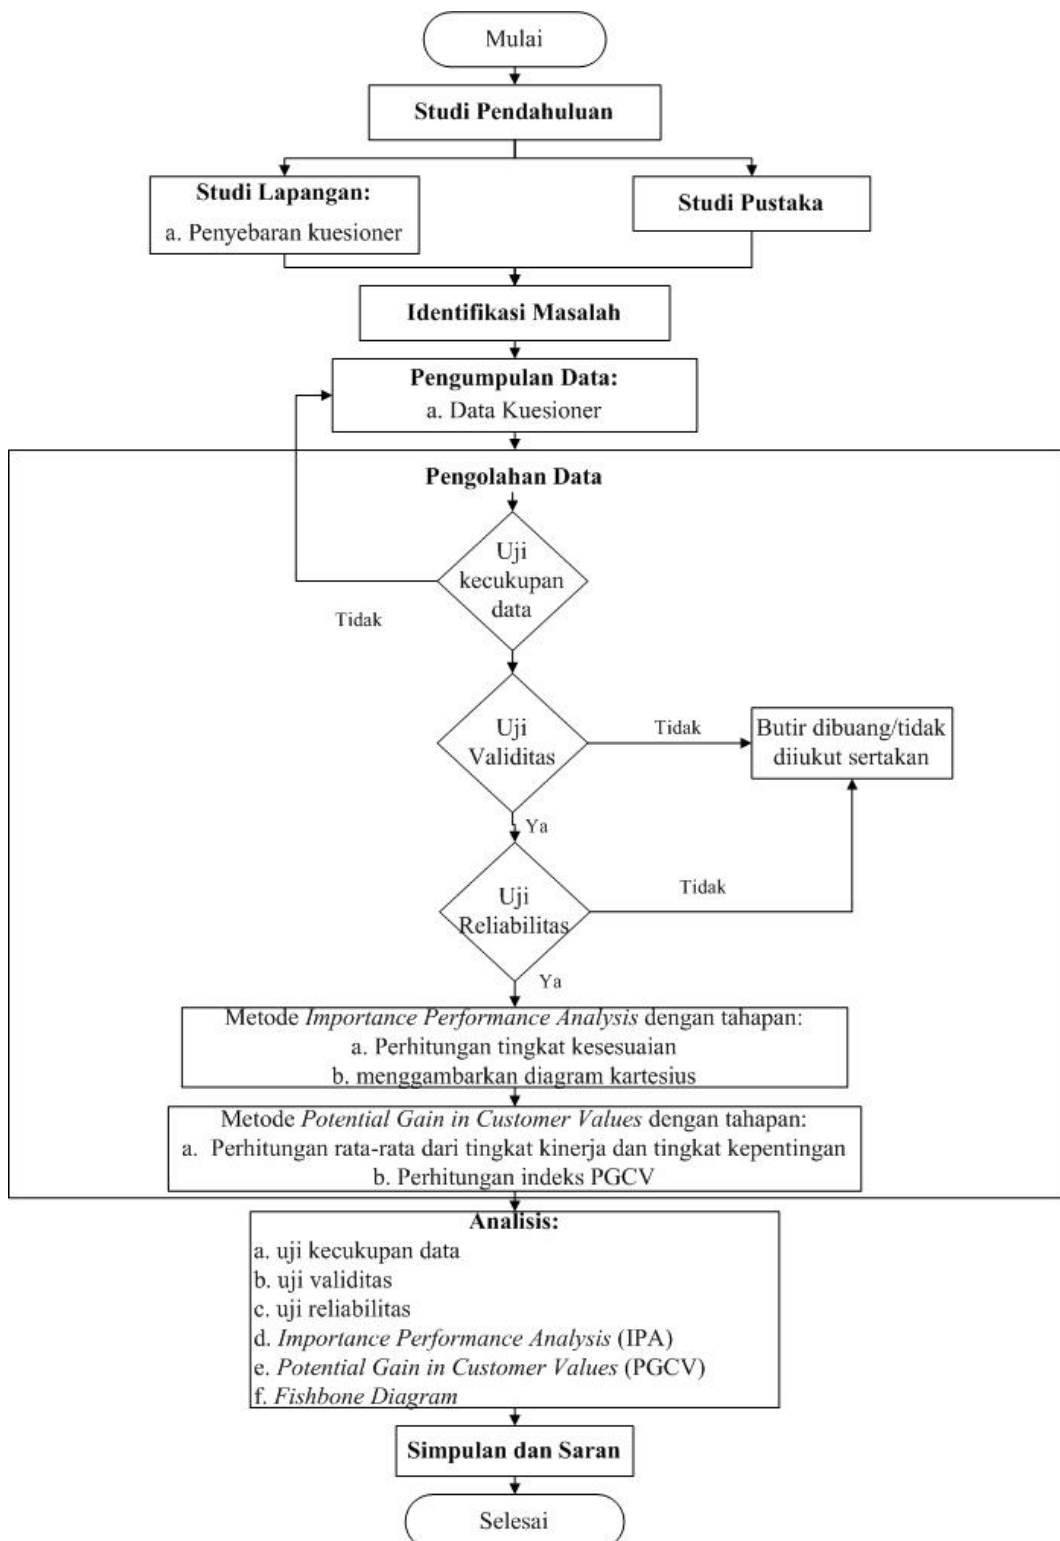 Mulai
Studi Pendahuluan
Studi Lapangan:
a. Penyebaran kuesioner
Studi Pustaka
Identifikasi Masalah
Pengumpulan Data:
a. Data Kuesioner
Pengolahan Data
Uji
kecukupan
data
Tidak
Uji
Validitas
Tidak
Butir dibuang/tidak
diiukut sertakan
Ya
Uji
Reliabilitas
Tidak
Ya
Metode Importance Performance Analysis dengan tahapan:
a. Perhitungan tingkat kesesuaian
b. menggambarkan diagram kartesius
Metode Potential Gain in Customer Values dengan tahapan:
a. Perhitungan rata-rata dari tingkat kinerja dan tingkat kepentingan
b. Perhitungan indeks PGCV
Analisis:
a. uji kecukupan data
b. uji validitas
c. uji reliabilitas
d. Importance Performance Analysis (IPA)
e. Potential Gain in Customer Values (PGCV)
f. Fishbone Diagram
Simpulan dan Saran
Selesai